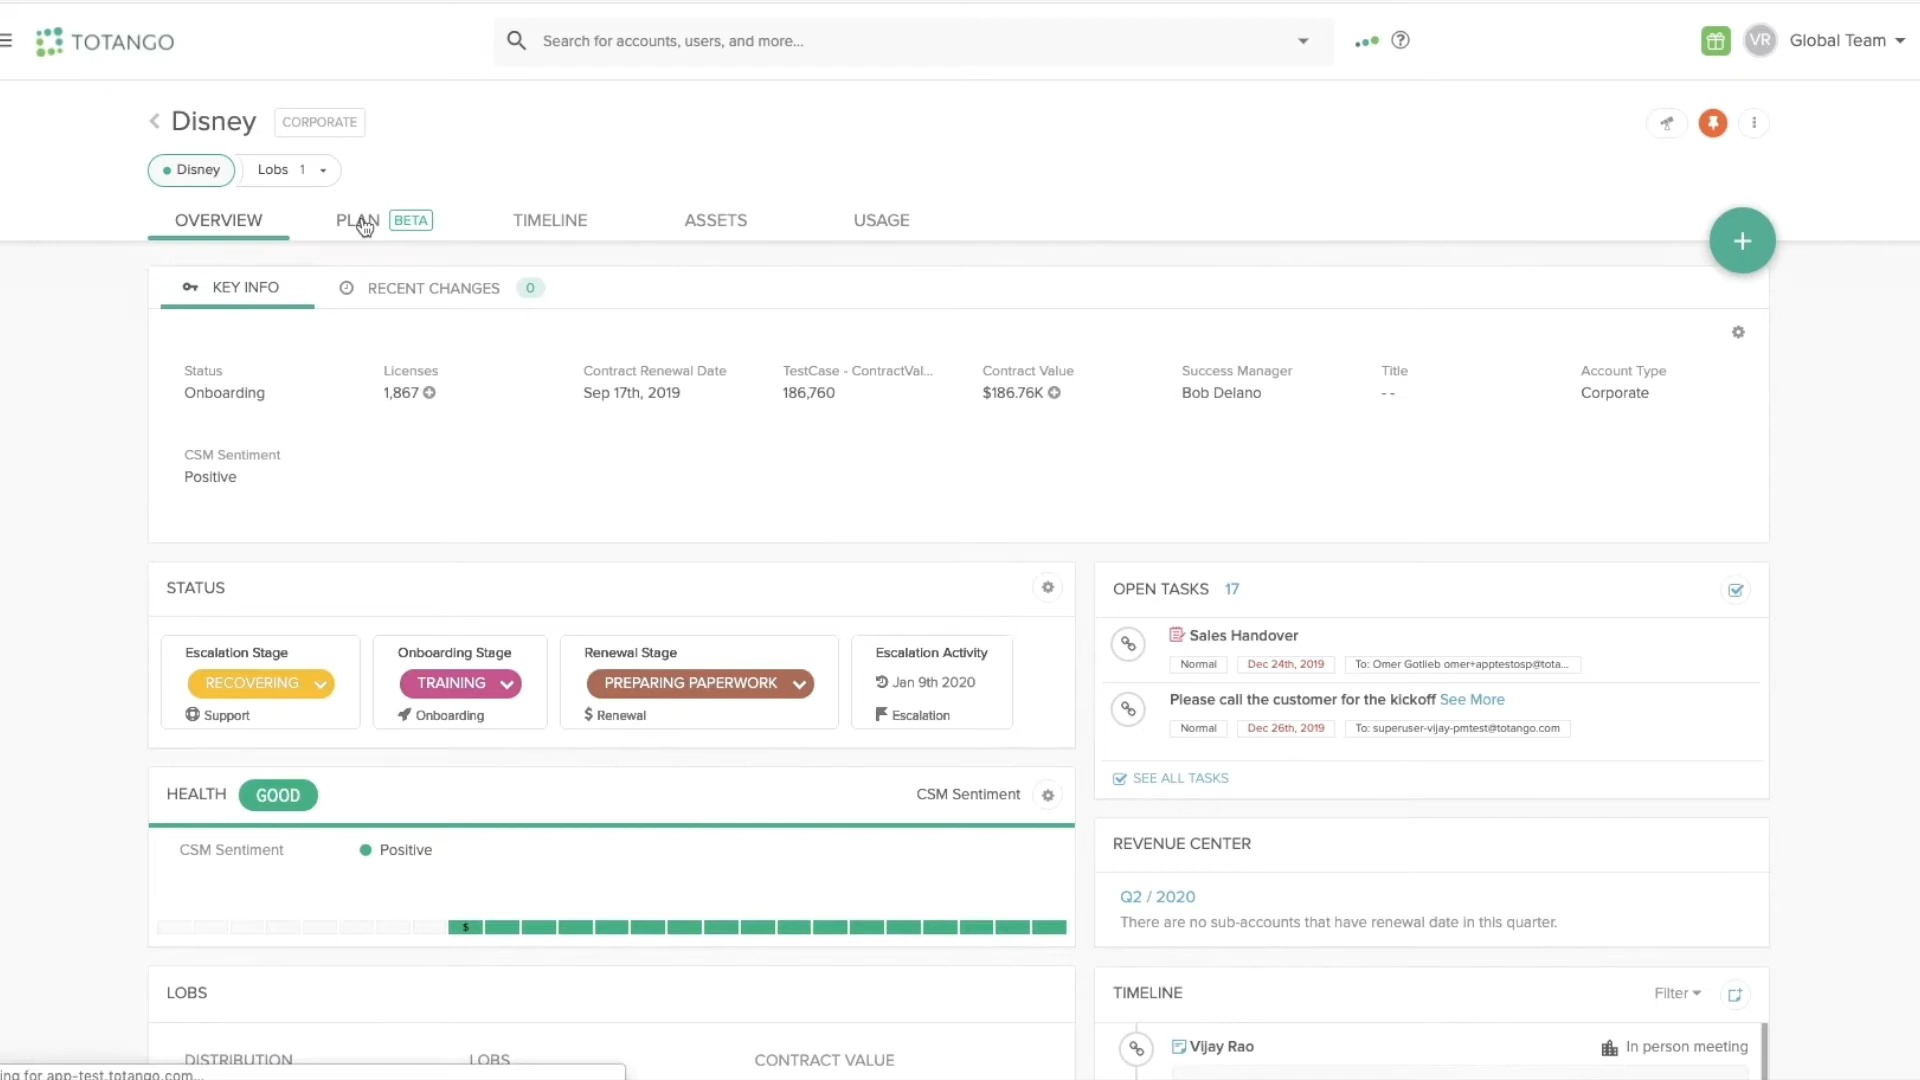 TOTANGO
Search for accounts, users, and more...
VR
Global Team
Disney
CORPORATE
Disney
Lobs 1
OVERVIEW
PLAN
BETA
TIMELINE
ASSETS
USAGE
KEY INFO
RECENT CHANGES
0
Status
Onboarding
Licenses
1,867
Contract Renewal Date
Sep 17th, 2019
TestCase - ContractVal...
186,760
Contract Value
$186.76K
Success Manager
Bob Delano
Title
--
Account Type
Corporate
CSM Sentiment
Positive
STATUS
Escalation Stage
RECOVERING
Support
Onboarding Stage
TRAINING
Onboarding
Renewal Stage
PREPARING PAPERWORK
$ Renewal
Escalation Activity
Jan 9th 2020
Escalation
OPEN TASKS 17
Sales Handover
Normal
Dec 24th, 2019
To: Omer Gotlieb omer+apptestosp@tota...
Please call the customer for the kickoff See More
Normal
Dec 26th, 2019
To: superuser-vijay-pmtest@totango.com
SEE ALL TASKS
HEALTH
GOOD
CSM Sentiment
CSM Sentiment
Positive
$
REVENUE CENTER
Q2 / 2020
There are no sub-accounts that have renewal date in this quarter.
LOBS
DISTRIBUTION
LOBS
CONTRACT VALUE
TIMELINE
Filter
Vijay Rao
In person meeting
ing for app-test.totango.com...